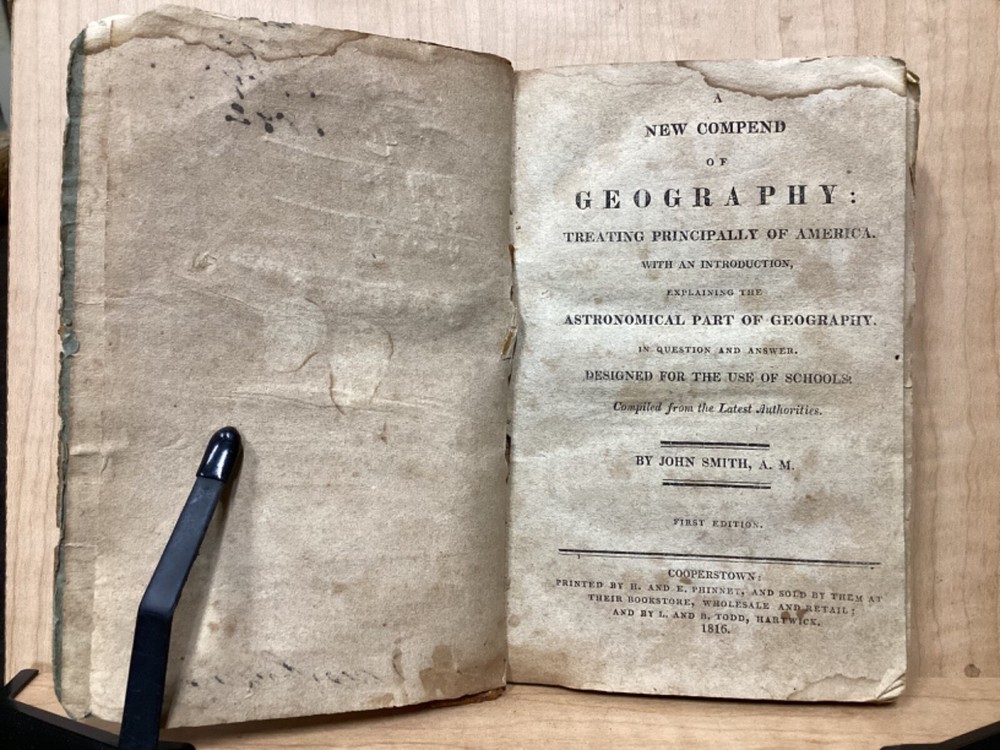 A
NEW COMPEND
OF
GEOGRAPHY:
TREATING PRINCIPALLY OF AMERICA.
WITH AN INTRODUCTION,
EXPLAINING THE
ASTRONOMICAL PART OF GEOGRAPHY.
IN QUESTION AND ANSWER.
DESIGNED FOR THE USE OF SCHOOLS:
Compiled from the Latest Authorities.
BY JOHN SMITH, A. M.
FIRST EDITION.
COOPERSTOWN:
PRINTED BY H. AND E. PHINNEY, AND SOLD BY THEM AT
THEIR BOOKSTORE, WHOLESALE AND RETAIL;
AND BY L. AND B. TODD, HARTWICK.
1816.